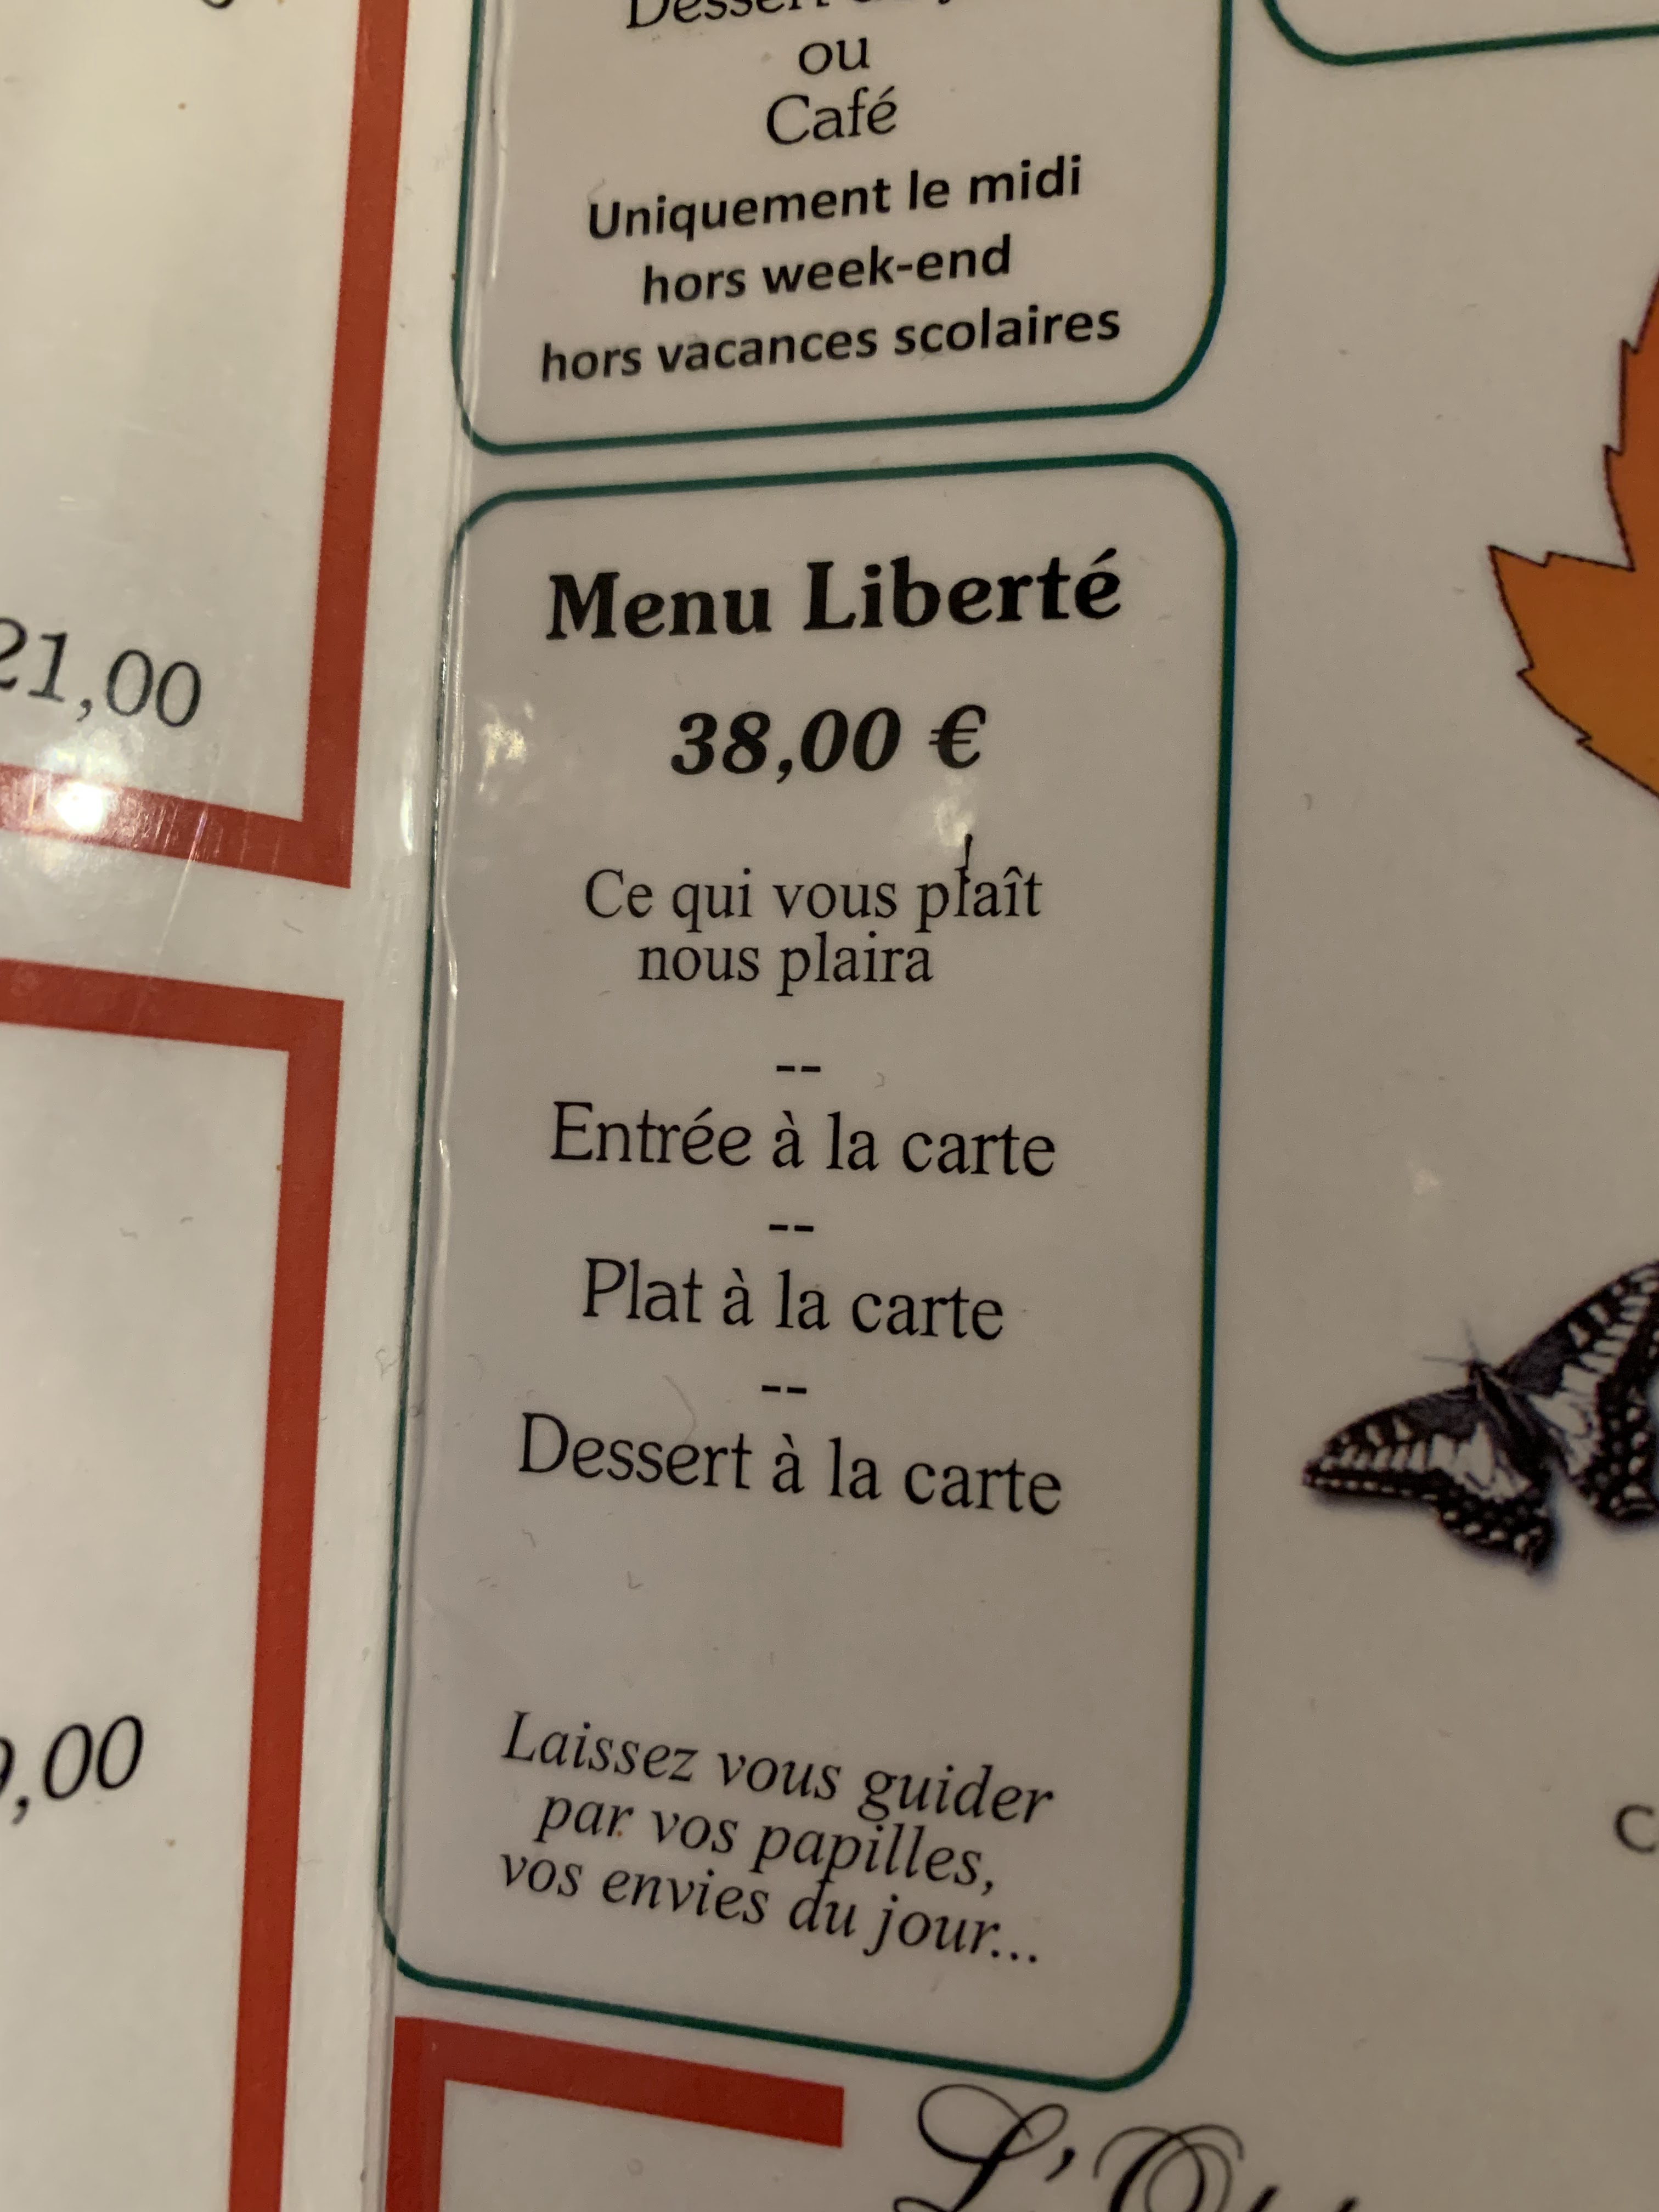 ou
Café
Uniquement le midi
hors week-end
hors vacances scolaires
Menu Liberté
38,00 €
Ce qui vous plaît
nous plaira
--
Entrée à la carte
--
Plat à la carte
--
Dessert à la carte
Laissez vous guider
par vos papilles,
vos envies du jour...
21,00
,00